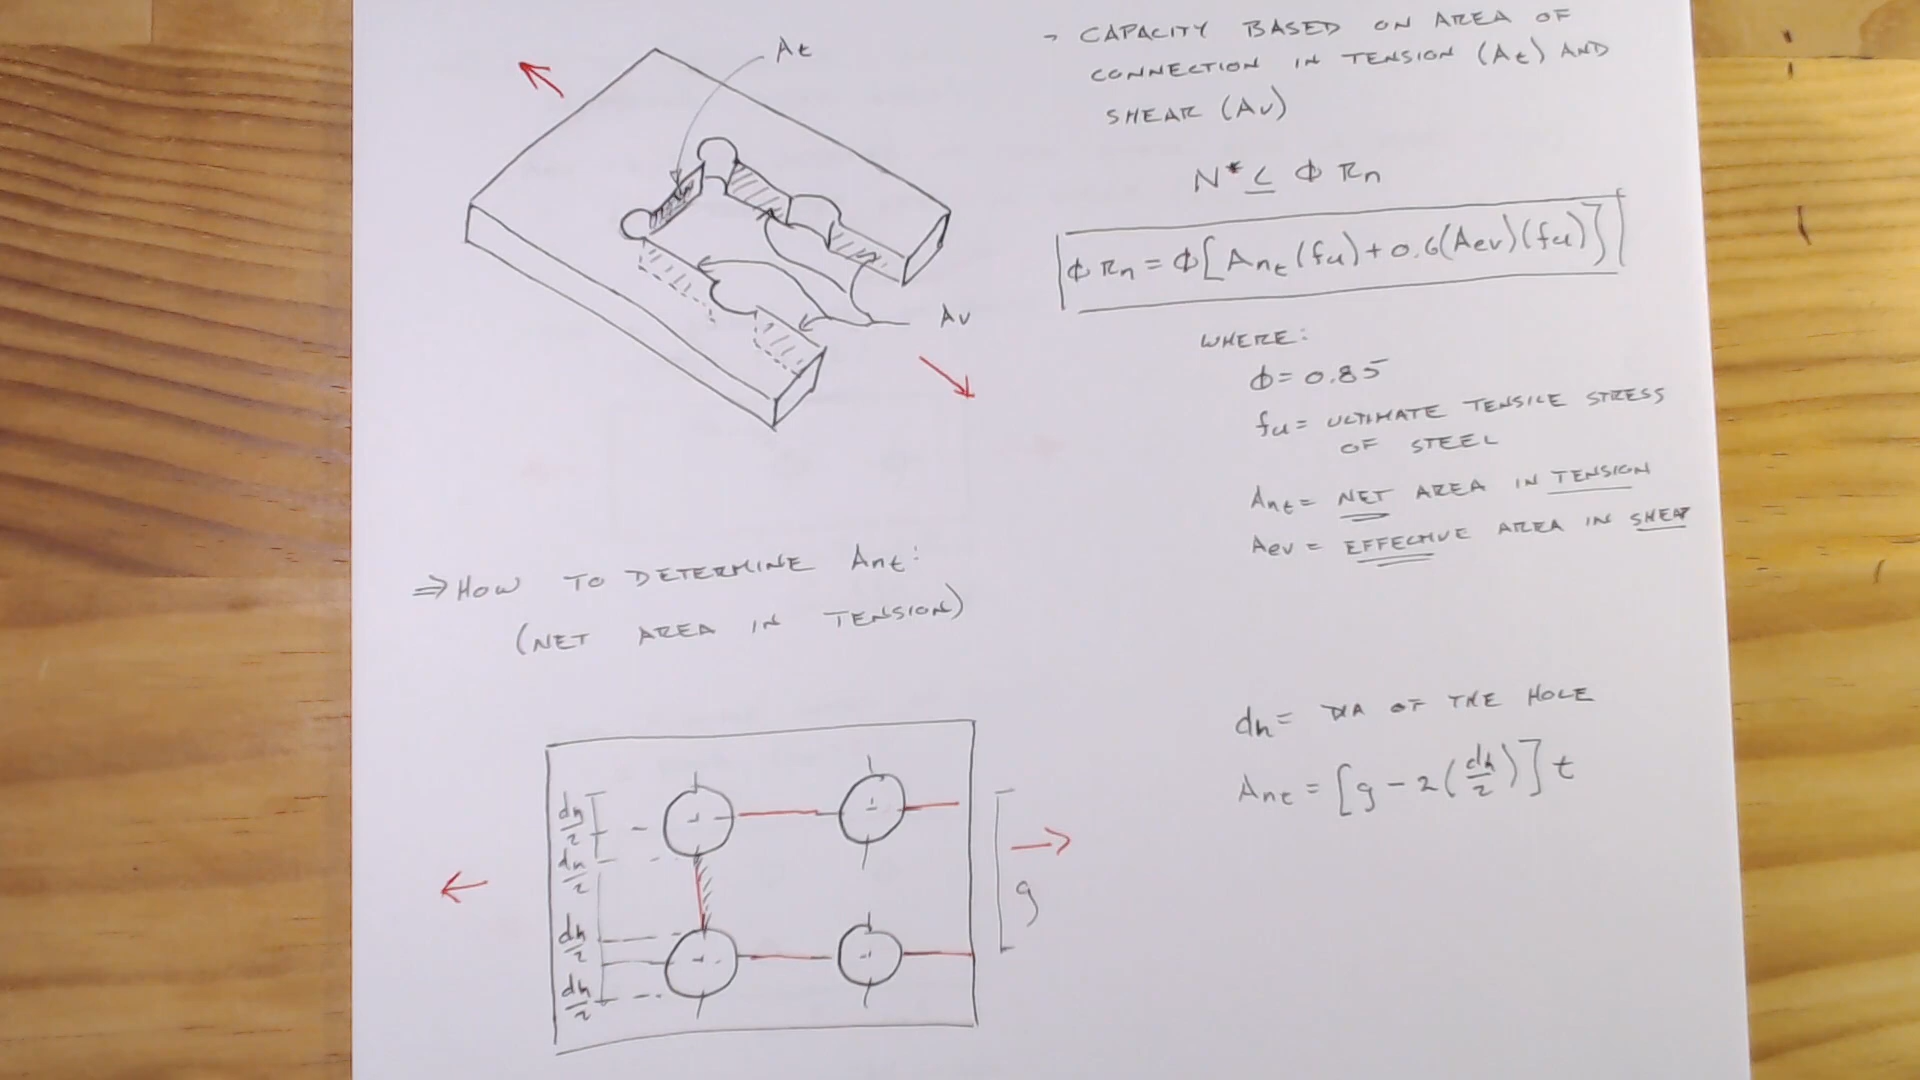 At
Av
- CAPACITY BASED ON AREA OF
CONNECTION IN TENSION (At) AND
SHEAR (Av)
N* ≤ ϕ Rn
ϕ Rn = ϕ[Ant (fu) + 0.6(Aev)(fu)]
WHERE:
ϕ = 0.85
fu = ULTIMATE TENSILE STRESS
OF STEEL
Ant = NET AREA IN TENSION
Aev = EFFECTIVE AREA IN SHEAR
⇒ HOW TO DETERMINE Ant:
(NET AREA IN TENSION)
dh/2
dh/2
dh/2
dh/2
g
dh = DIA OF THE HOLE
Ant = [g - 2(dh/2)] t